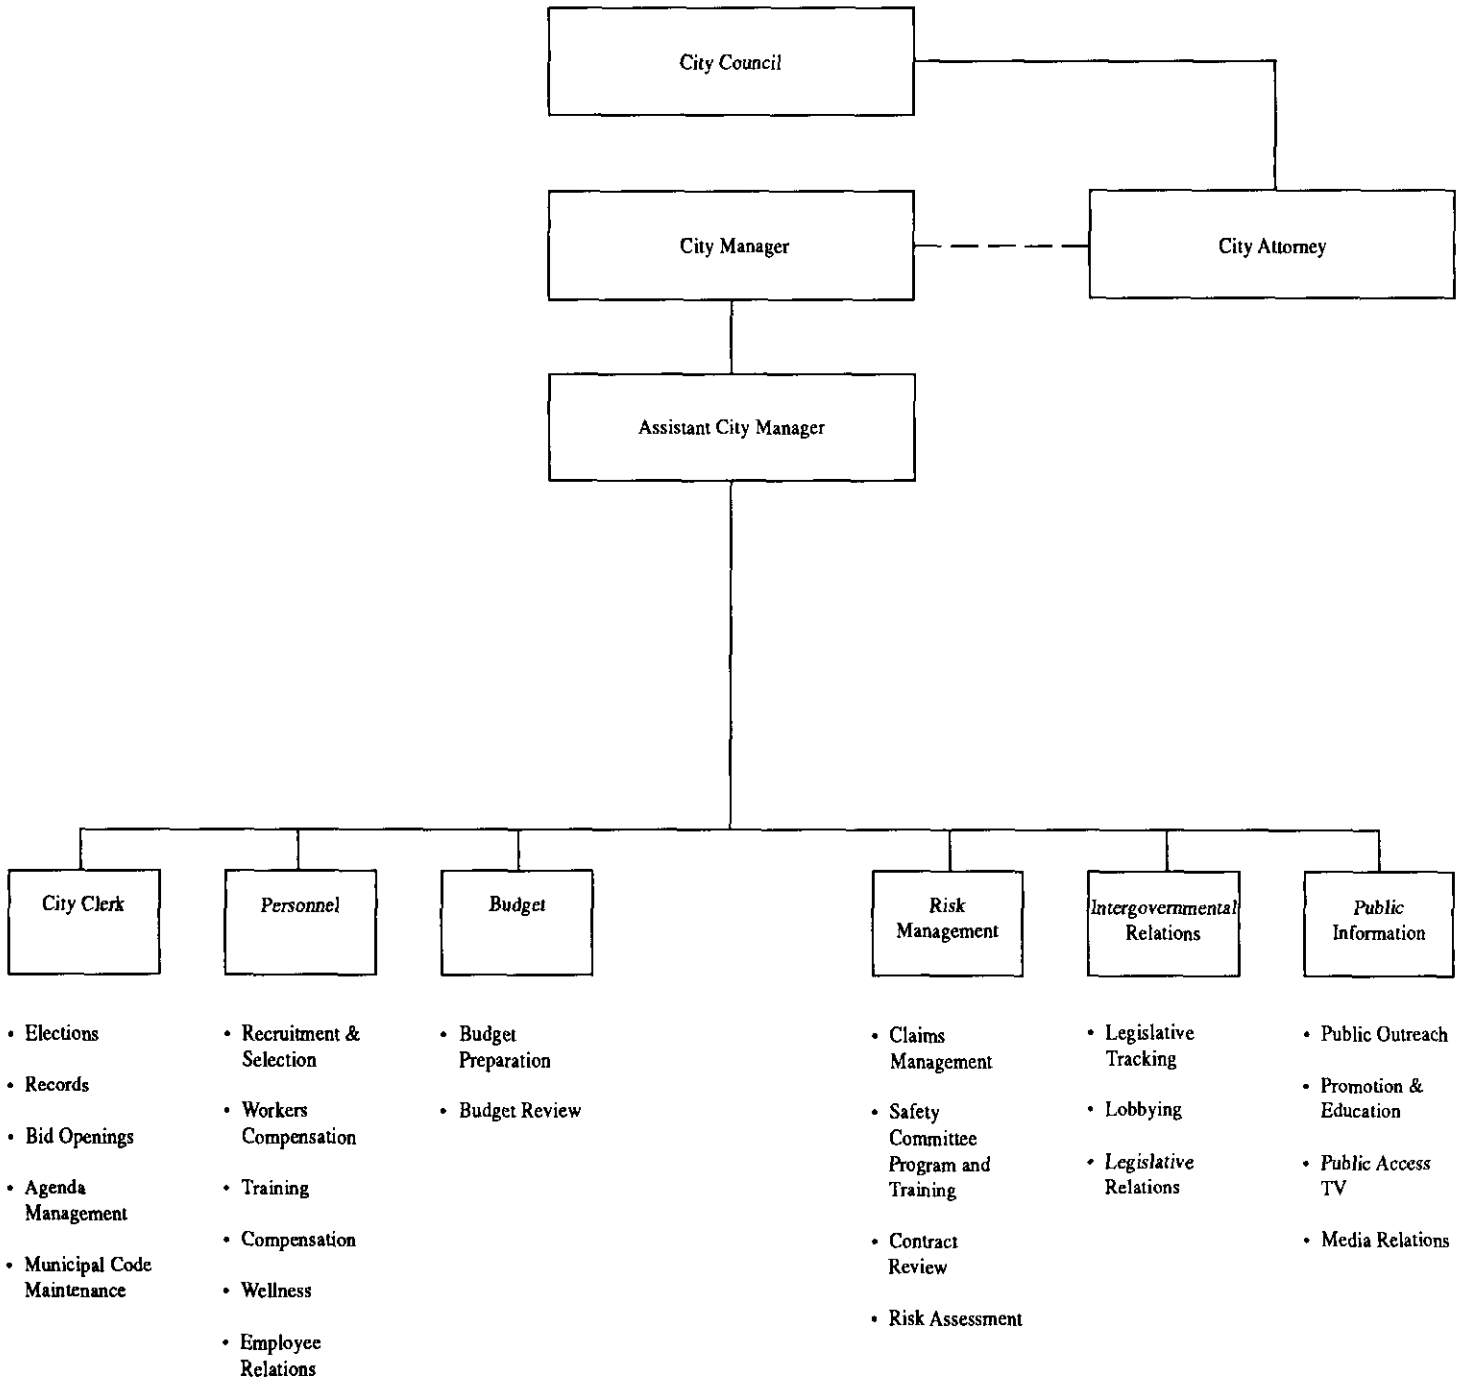 City Council
City Manager
City Attorney
Assistant City Manager
City Clerk
• Elections
• Records
• Bid Openings
• Agenda
Management
• Municipal Code
Maintenance
Personnel
• Recruitment &
Selection
• Workers
Compensation
• Training
• Compensation
• Wellness
• Employee
Relations
Budget
• Budget
Preparation
• Budget Review
Risk
Management
• Claims
Management
• Safety
Committee
Program and
Training
• Contract
Review
• Risk Assessment
Intergovernmental
Relations
• Legislative
Tracking
• Lobbying
• Legislative
Relations
Public
Information
• Public Outreach
• Promotion &
Education
• Public Access
TV
• Media Relations